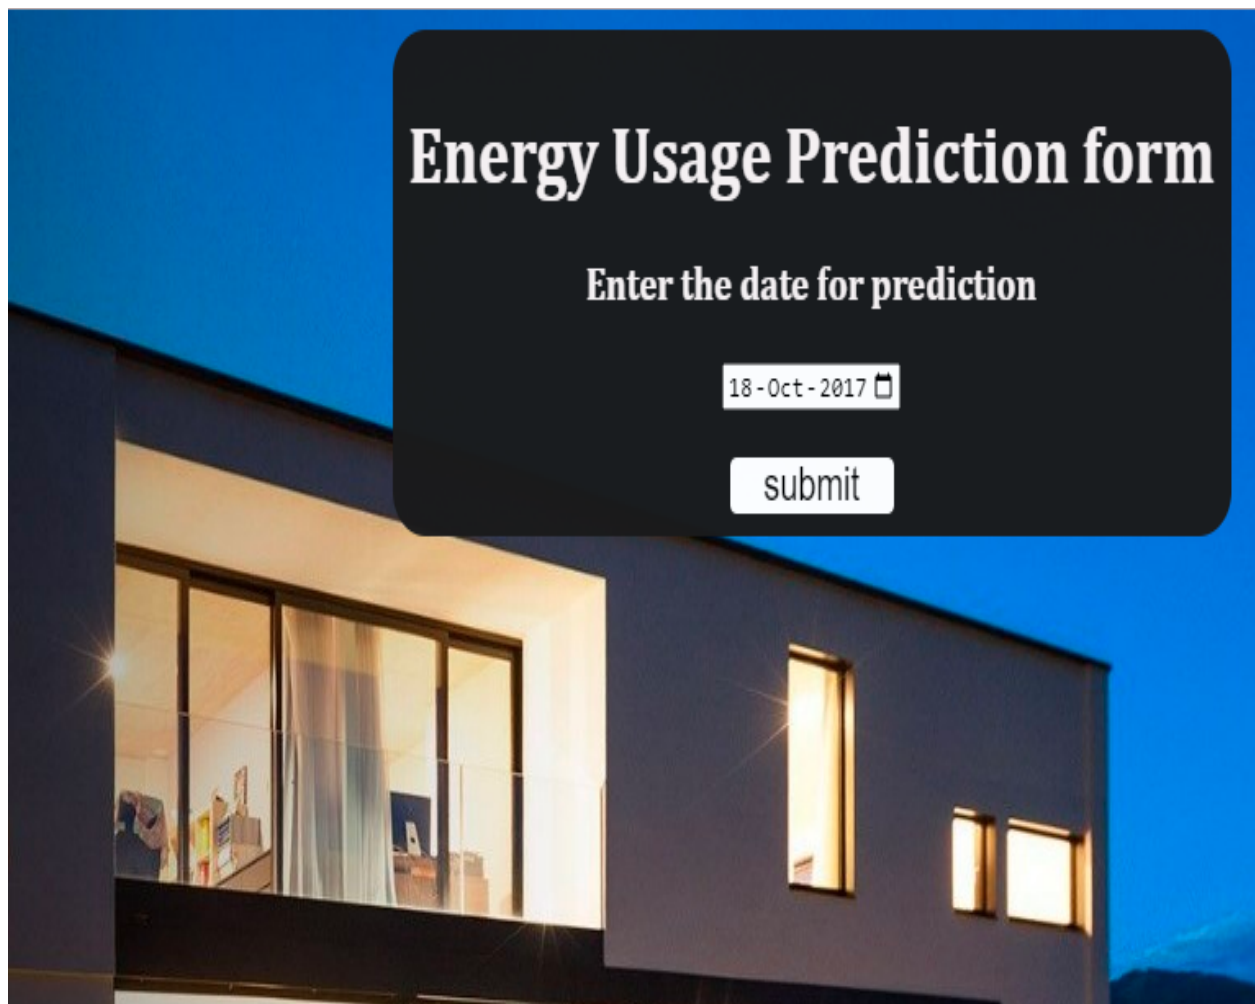 Energy Usage Prediction form
Enter the date for prediction
18-Oct-2017
submit